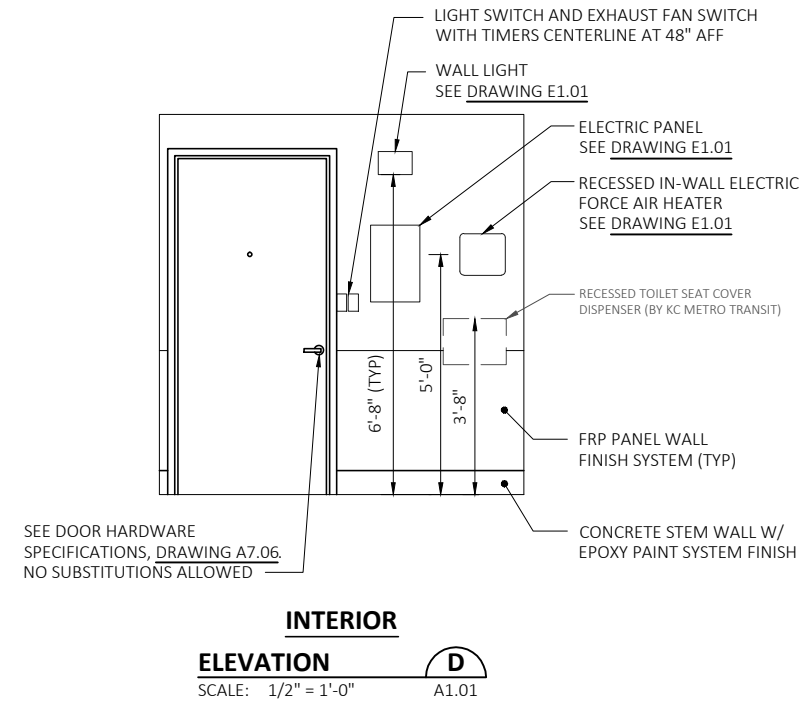 LIGHT SWITCH AND EXHAUST FAN SWITCH
WITH TIMERS CENTERLINE AT 48" AFF
WALL LIGHT
SEE DRAWING E1.01
ELECTRIC PANEL
SEE DRAWING E1.01
RECESSED IN-WALL ELECTRIC
FORCE AIR HEATER
SEE DRAWING E1.01
RECESSED TOILET SEAT COVER
DISPENSER (BY KC METRO TRANSIT)
6'-8" (TYP)
5'-0"
3'-8"
FRP PANEL WALL
FINISH SYSTEM (TYP)
SEE DOOR HARDWARE
SPECIFICATIONS, DRAWING A7.06.
NO SUBSTITUTIONS ALLOWED
CONCRETE STEM WALL W/
EPOXY PAINT SYSTEM FINISH
INTERIOR
ELEVATION D
SCALE: 1/2" = 1'-0" A1.01